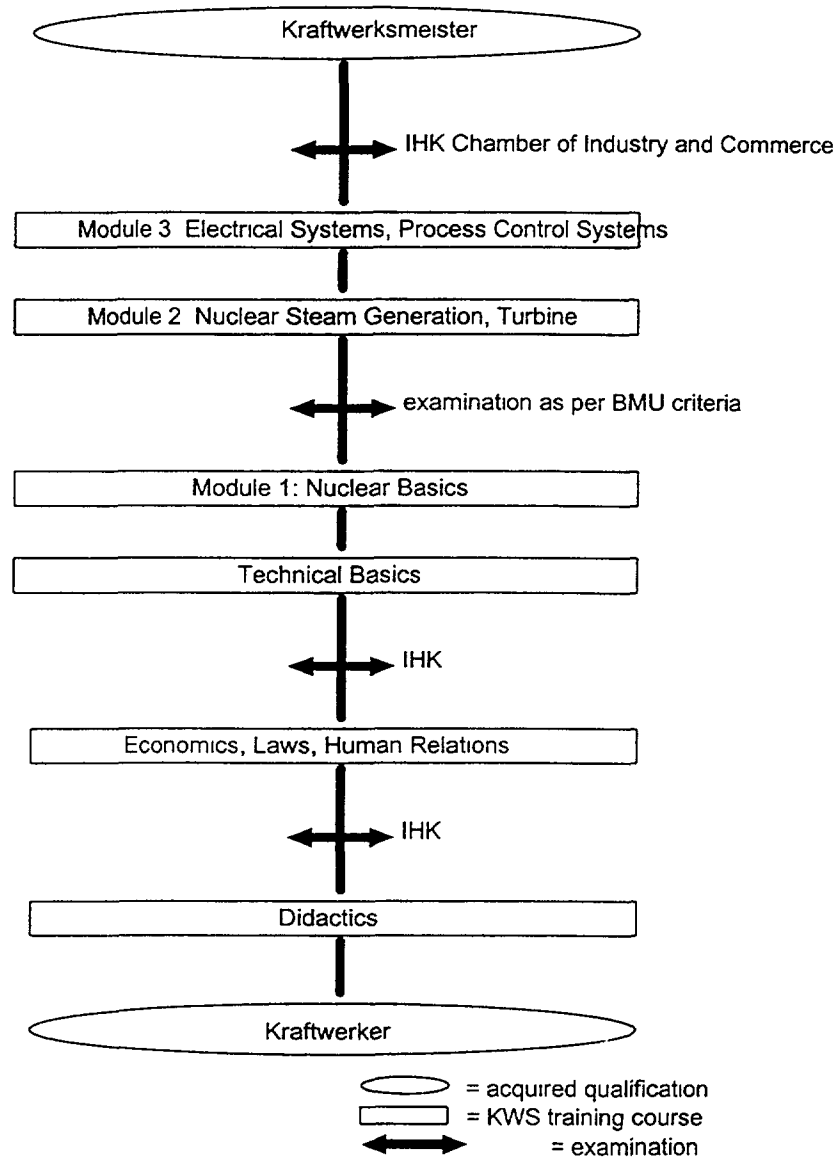 Kraftwerksmeister
IHK Chamber of Industry and Commerce
Module 3 Electrical Systems, Process Control Systems
Module 2 Nuclear Steam Generation, Turbine
examination as per BMU criteria
Module 1: Nuclear Basics
Technical Basics
IHK
Economics, Laws, Human Relations
IHK
Didactics
Kraftwerker
= acquired qualification
= KWS training course
= examination